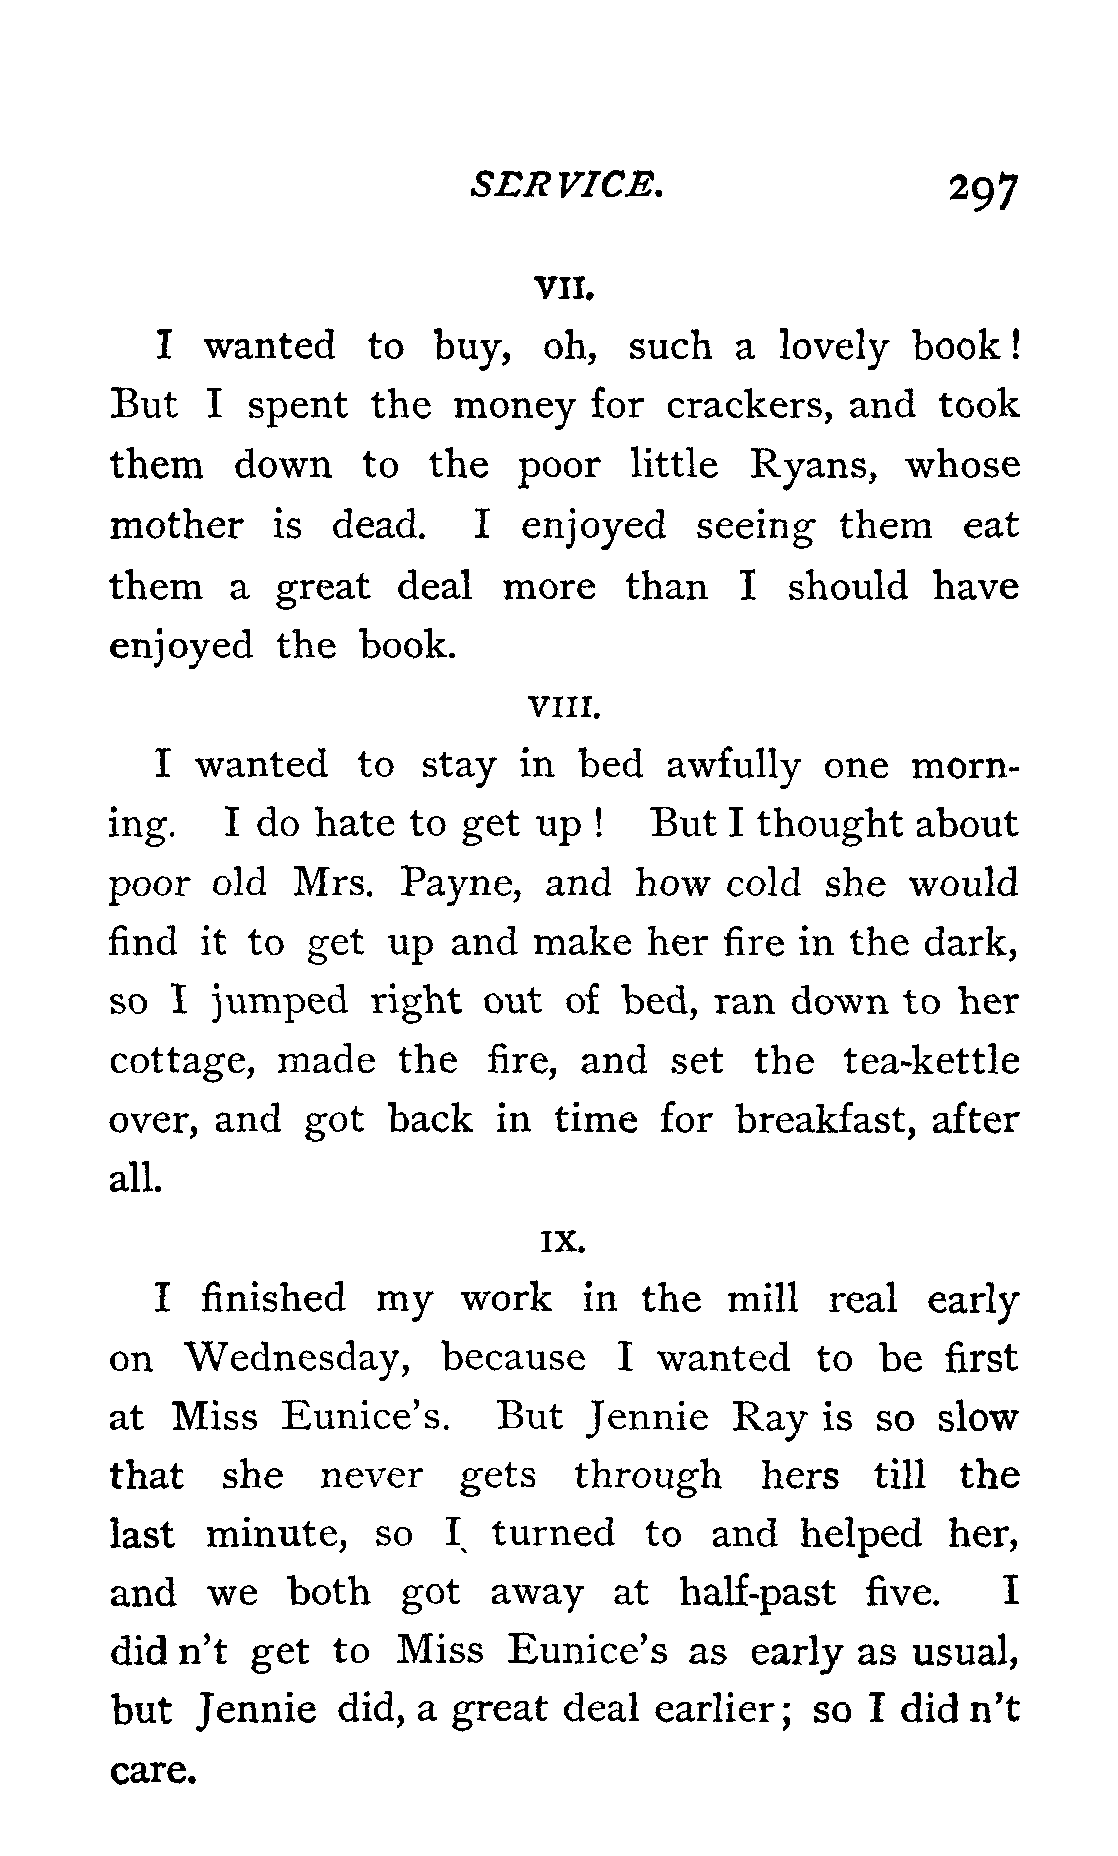 SERVICE. 297
VII.
I wanted to buy, oh, such a lovely book!
But I spent the money for crackers, and took
them down to the poor little Ryans, whose
mother is dead. I enjoyed seeing them eat
them a great deal more than I should have
enjoyed the book.
VIII.
I wanted to stay in bed awfully one morn-
ing. I do hate to get up! But I thought about
poor old Mrs. Payne, and how cold she would
find it to get up and make her fire in the dark,
so I jumped right out of bed, ran down to her
cottage, made the fire, and set the tea-kettle
over, and got back in time for breakfast, after
all.
IX.
I finished my work in the mill real early
on Wednesday, because I wanted to be first
at Miss Eunice's. But Jennie Ray is so slow
that she never gets through hers till the
last minute, so I turned to and helped her,
and we both got away at half-past five. I
did n't get to Miss Eunice's as early as usual,
but Jennie did, a great deal earlier; so I did n't
care.